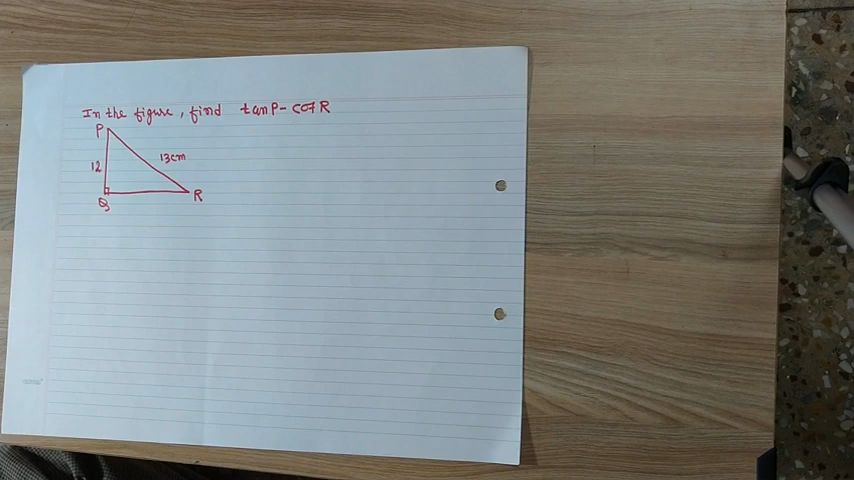 In the figure, find tanP - cotR
P
12
13cm
Q
R